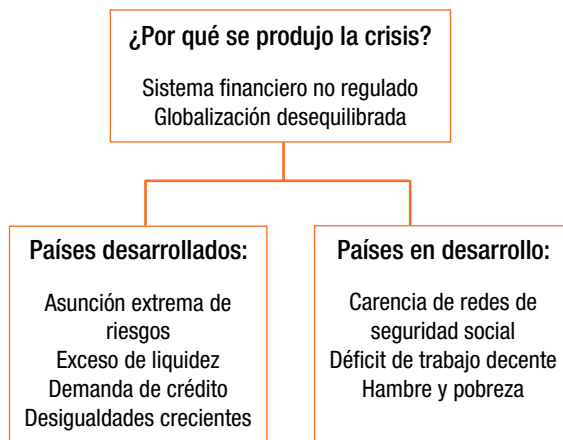 ¿Por qué se produjo la crisis?
Sistema financiero no regulado
Globalización desequilibrada
Países desarrollados:
Asunción extrema de
riesgos
Exceso de liquidez
Demanda de crédito
Desigualdades crecientes
Países en desarrollo:
Carencia de redes de
seguridad social
Déficit de trabajo decente
Hambre y pobreza